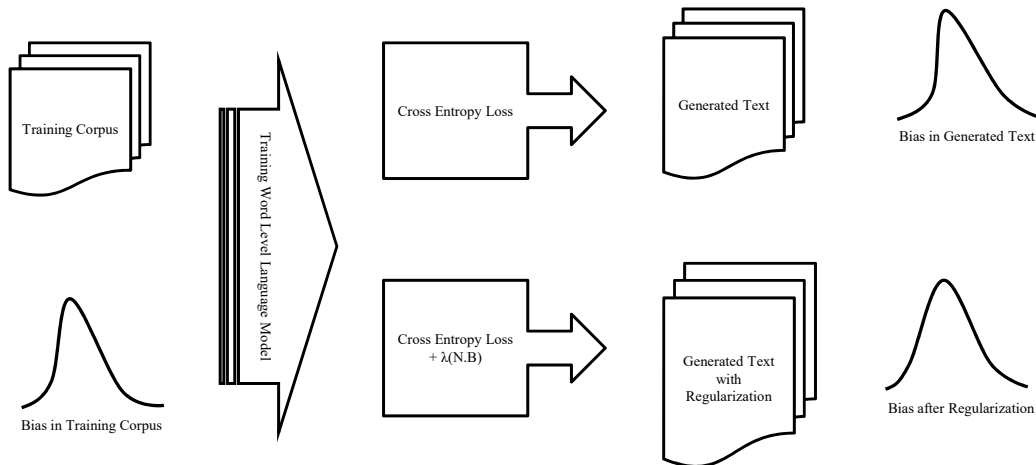 Training Corpus
Bias in Training Corpus
Training Word Level Language Model
Cross Entropy Loss
Generated Text
Bias in Generated Text
Cross Entropy Loss
+ λ(N.B)
Generated Text
with
Regularization
Bias after Regularization